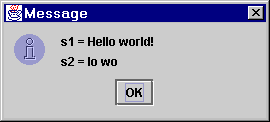 Message
s1 = Hello world!
s2 = lo wo
OK